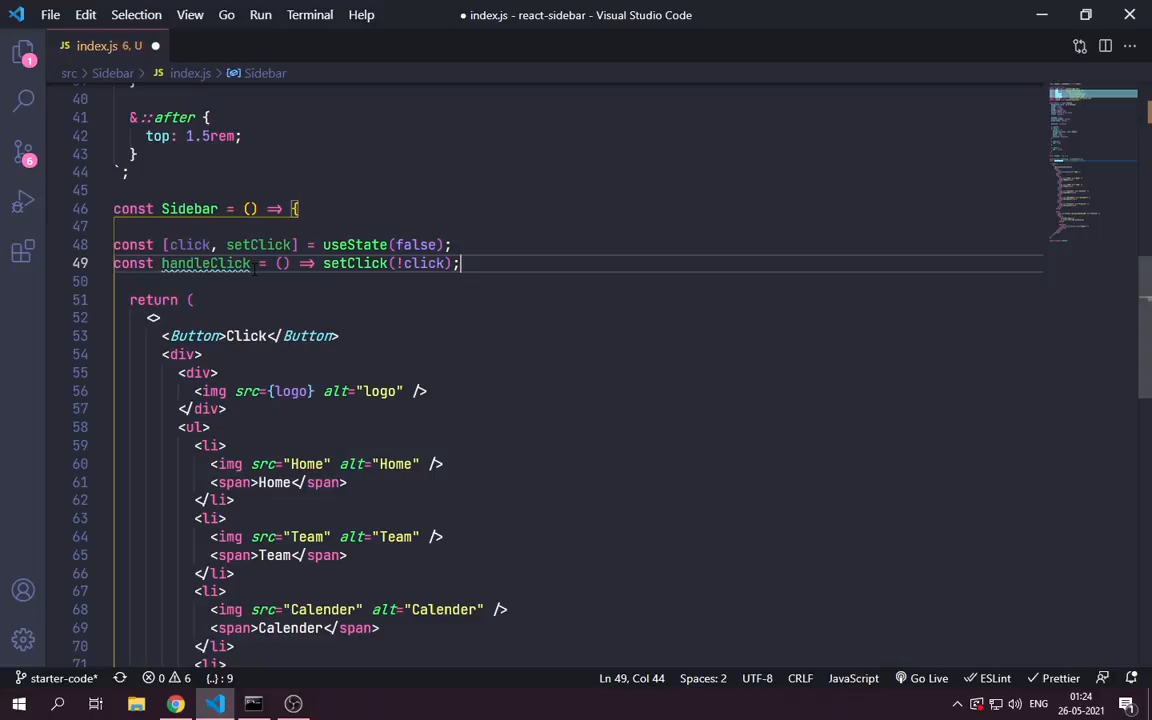 File Edit Selection View Go Run Terminal Help
● index.js - react-sidebar - Visual Studio Code
JS index.js 6, U
src > Sidebar > JS index.js > Sidebar
40
41 &::after {
42 top: 1.5rem;
43 }
44 `;
45
46 const Sidebar = () => {
47
48 const [click, setClick] = useState(false);
49 const handleClick = () => setClick(!click);
50
51 return (
52 <>
53 <Button>Click</Button>
54 <div>
55 <div>
56 <img src={logo} alt="logo" />
57 </div>
58 <ul>
59 <li>
60 <img src="Home" alt="Home" />
61 <span>Home</span>
62 </li>
63 <li>
64 <img src="Team" alt="Team" />
65 <span>Team</span>
66 </li>
67 <li>
68 <img src="Calender" alt="Calender" />
69 <span>Calender</span>
70 </li>
71 <li>
1
6
starter-code* 0 6 {..} : 9 Ln 49, Col 44 Spaces: 2 UTF-8 CRLF JavaScript Go Live ESLint Prettier
ENG 01:24
26-05-2021
1